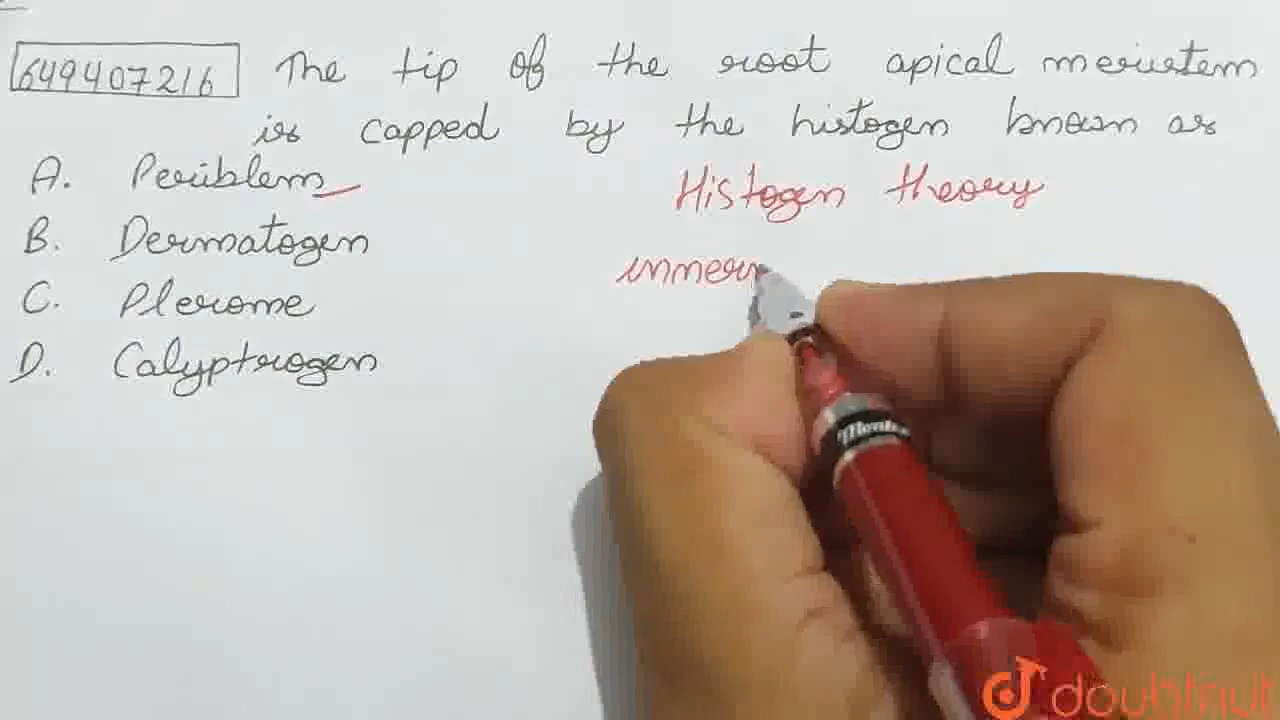 649407216 The tip of the root apical meristem
is capped by the histogen known as
A. Periblem
Histogen theory
B. Dermatogen
innerm
C. Plerome
D. Calyptrogen
doubtnut